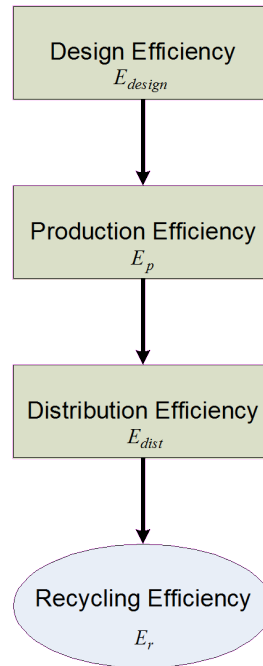 Design Efficiency
E_design
Production Efficiency
E_p
Distribution Efficiency
E_dist
Recycling Efficiency
E_r